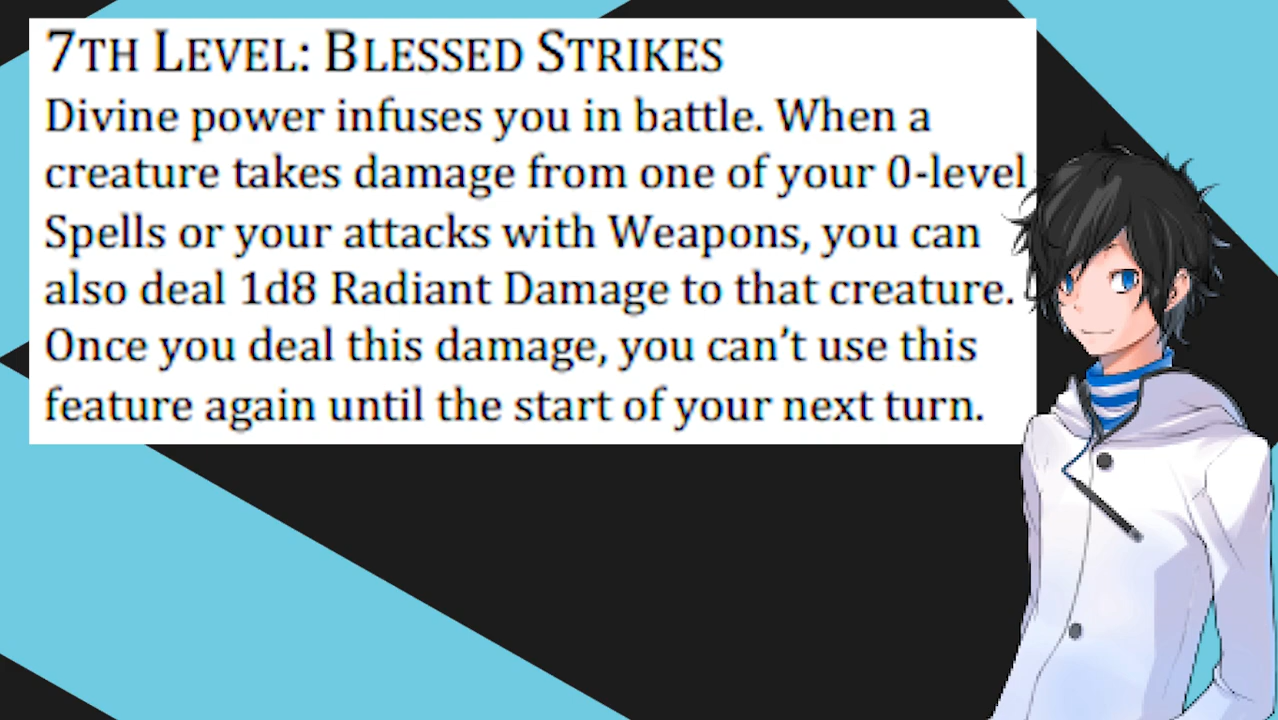 7TH LEVEL: BLESSED STRIKES
Divine power infuses you in battle. When a
creature takes damage from one of your 0-level
Spells or your attacks with Weapons, you can
also deal 1d8 Radiant Damage to that creature.
Once you deal this damage, you can’t use this
feature again until the start of your next turn.